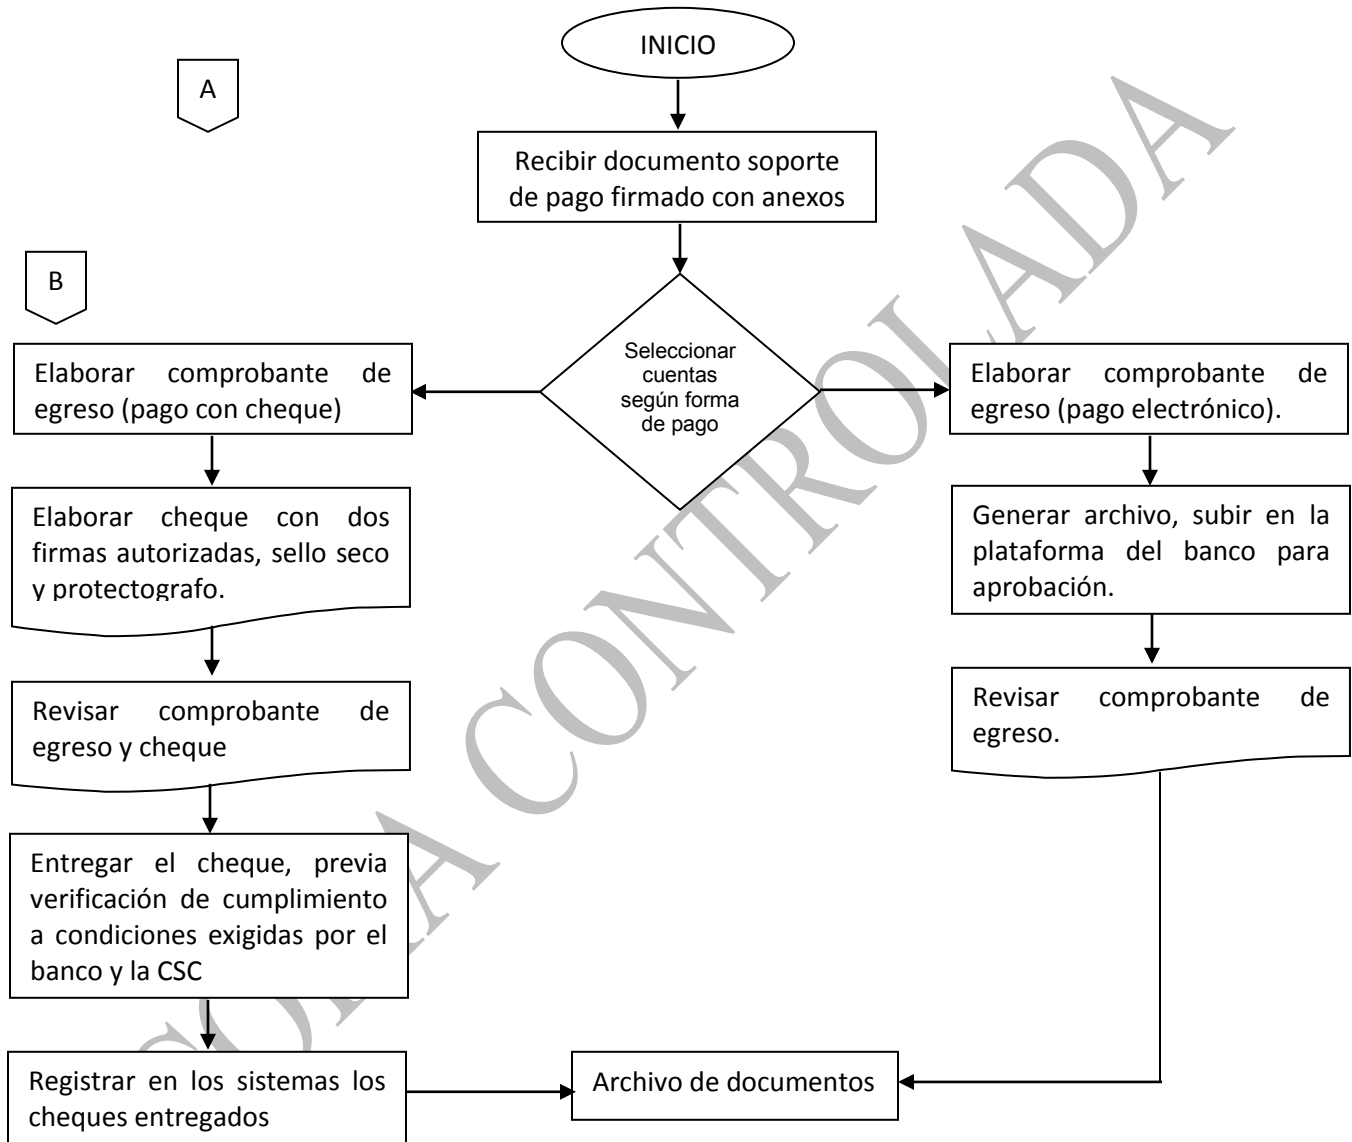 INICIO
A
Recibir documento soporte
de pago firmado con anexos
B
Seleccionar
cuentas
según forma
de pago
Elaborar comprobante de
egreso (pago con cheque)
Elaborar comprobante de
egreso (pago electrónico).
Elaborar cheque con dos
firmas autorizadas, sello seco
y protectografo.
Generar archivo, subir en la
plataforma del banco para
aprobación.
Revisar comprobante de
egreso y cheque
Revisar comprobante de
egreso.
Entregar el cheque, previa
verificación de cumplimiento
a condiciones exigidas por el
banco y la CSC
Registrar en los sistemas los
cheques entregados
Archivo de documentos
CONTROLADA